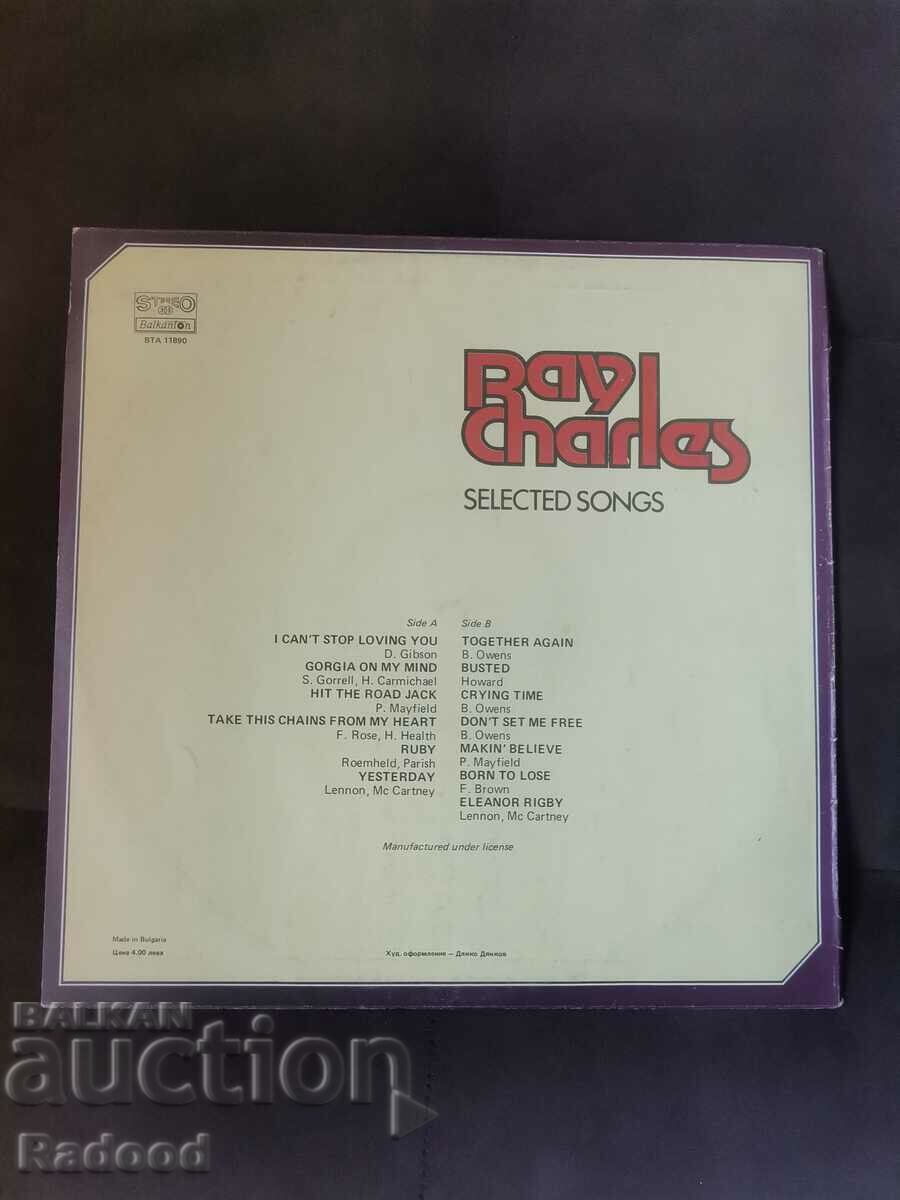 STEREO
33
Balkanton
BTA 11890
Ray
Charles
SELECTED SONGS
Side A
I CAN'T STOP LOVING YOU
D. Gibson
GORGIA ON MY MIND
S. Gorrell, H. Carmichael
HIT THE ROAD JACK
P. Mayfield
TAKE THIS CHAINS FROM MY HEART
F. Rose, H. Health
RUBY
Roemheld, Parish
YESTERDAY
Lennon, Mc Cartney
Side B
TOGETHER AGAIN
B. Owens
BUSTED
Howard
CRYING TIME
B. Owens
DON'T SET ME FREE
B. Owens
MAKIN' BELIEVE
P. Mayfield
BORN TO LOSE
F. Brown
ELEANOR RIGBY
Lennon, Mc Cartney
Manufactured under license
Made in Bulgaria
Цена 4.00 лева
Худ. оформление – Дянко Дянков
BALKAN
auction
Radood